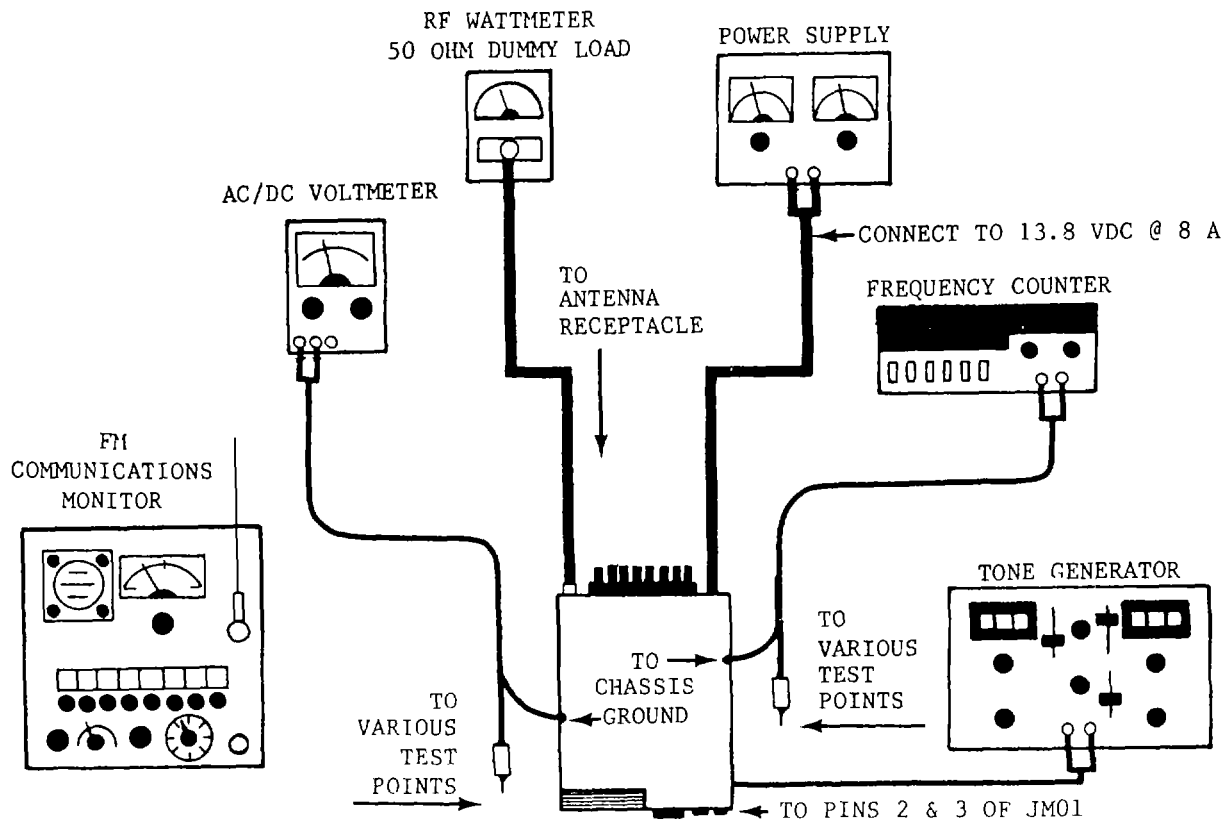 RF WATTMETER
50 OHM DUMMY LOAD
POWER SUPPLY
AC/DC VOLTMETER
CONNECT TO 13.8 VDC @ 8 A
TO
ANTENNA
RECEPTACLE
FREQUENCY COUNTER
FM
COMMUNICATIONS
MONITOR
TONE GENERATOR
TO
CHASSIS
GROUND
TO
VARIOUS
TEST
POINTS
TO
VARIOUS
TEST
POINTS
TO PINS 2 & 3 OF JM01